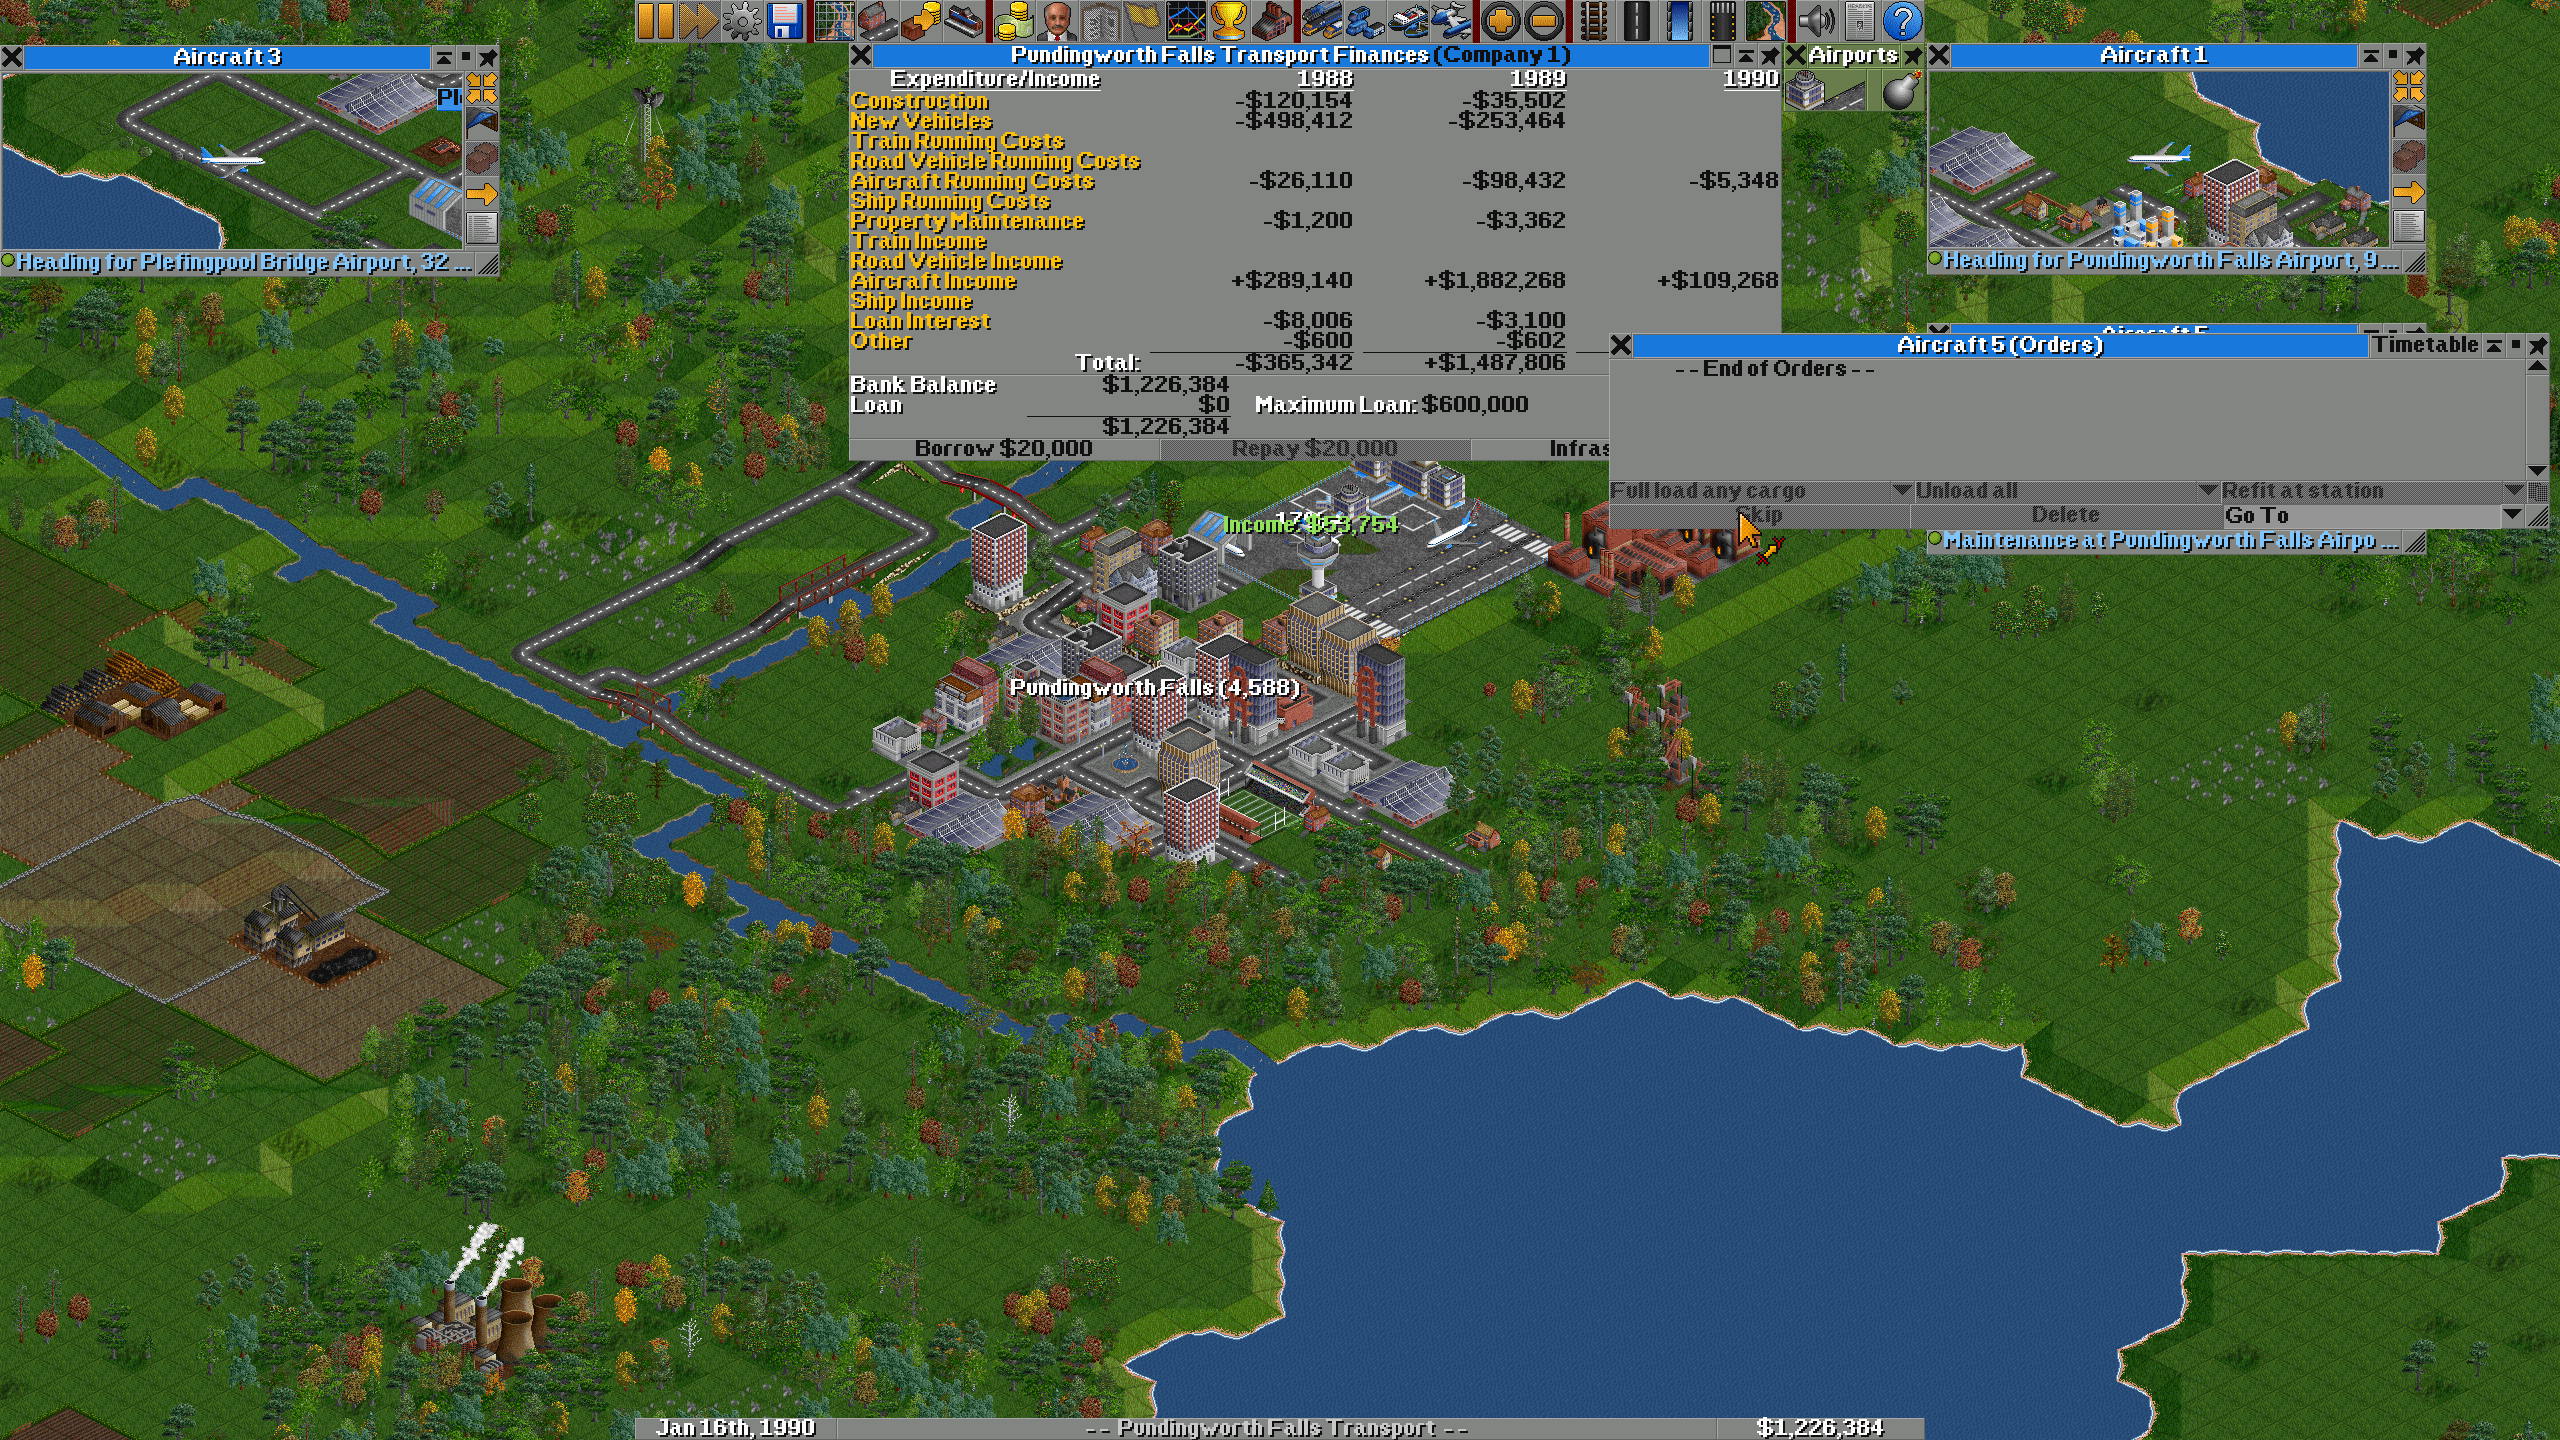 Aircraft 3
Heading for Plefingpool Bridge Airport, 32 ...
Pundingworth Falls Transport Finances (Company 1)
Expenditure/Income 1988 1989 1990
Construction -$120,154 -$35,502
New Vehicles -$498,412 -$253,464
Train Running Costs
Road Vehicle Running Costs
Aircraft Running Costs -$26,110 -$98,432 -$5,348
Ship Running Costs
Property Maintenance -$1,200 -$3,362
Train Income
Road Vehicle Income
Aircraft Income +$289,140 +$1,882,268 +$109,268
Ship Income
Loan Interest -$8,006 -$3,100
Other -$600 -$602
Total: -$365,342 +$1,487,806
Bank Balance $1,226,384
Loan $0 Maximum Loan: $600,000
$1,226,384
Borrow $20,000 Repay $20,000 Infras
Airports
Aircraft 1
Heading for Pundingworth Falls Airport, 9 ...
Aircraft 5 (Orders) Timetable
- - End of Orders - -
Full load any cargo Unload all Refit at station
Skip Delete Go To
Maintenance at Pundingworth Falls Airpo ...
Income: $53,754
Pundingworth Falls (4,588)
Jan 16th, 1990 - - Pundingworth Falls Transport - - $1,226,384